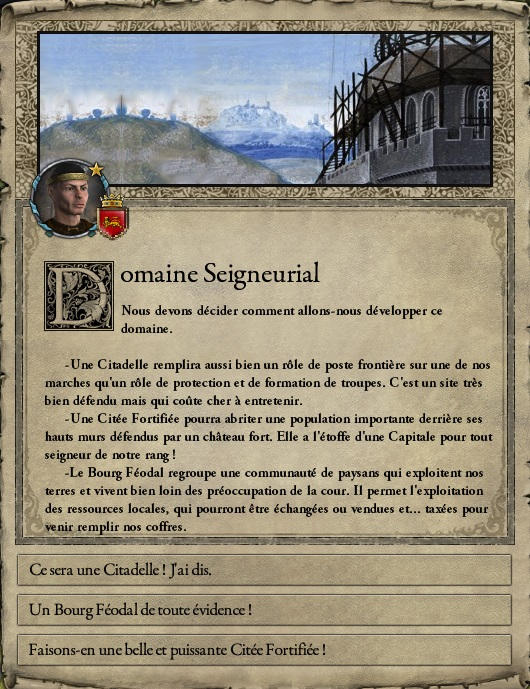 Domaine Seigneurial
Nous devons décider comment allons-nous développer ce
domaine.
-Une Citadelle remplira aussi bien un rôle de poste frontière sur une de nos
marches qu'un rôle de protection et de formation de troupes. C'est un site très
bien défendu mais qui coûte cher à entretenir.
-Une Citée Fortifiée pourra abriter une population importante derrière ses
hauts murs défendus par un château fort. Elle a l'étoffe d'une Capitale pour tout
seigneur de notre rang !
-Le Bourg Féodal regroupe une communauté de paysans qui exploitent nos
terres et vivent bien loin des préoccupation de la cour. Il permet l'exploitation
des ressources locales, qui pourront être échangées ou vendues et... taxées pour
venir remplir nos coffres.
Ce sera une Citadelle ! J'ai dis.
Un Bourg Féodal de toute évidence !
Faisons-en une belle et puissante Citée Fortifiée !